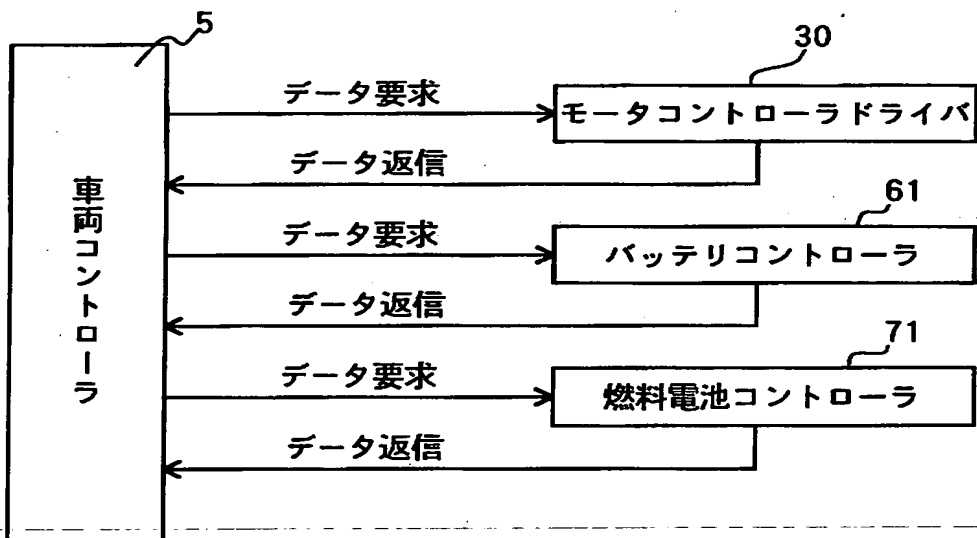 5
30
データ要求
モータコントローラドライバ
データ返信
車両コントローラ
61
データ要求
バッテリコントローラ
データ返信
71
データ要求
燃料電池コントローラ
データ返信